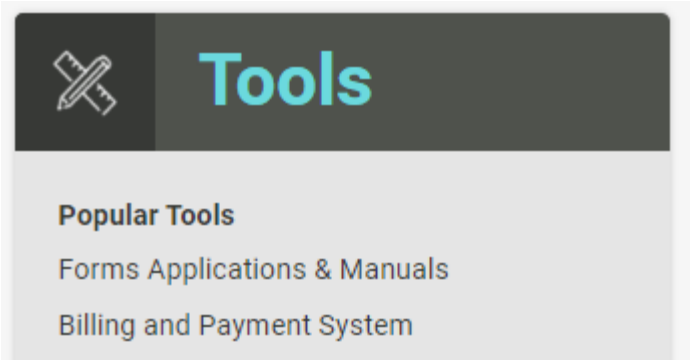 Tools
Popular Tools
Forms Applications & Manuals
Billing and Payment System